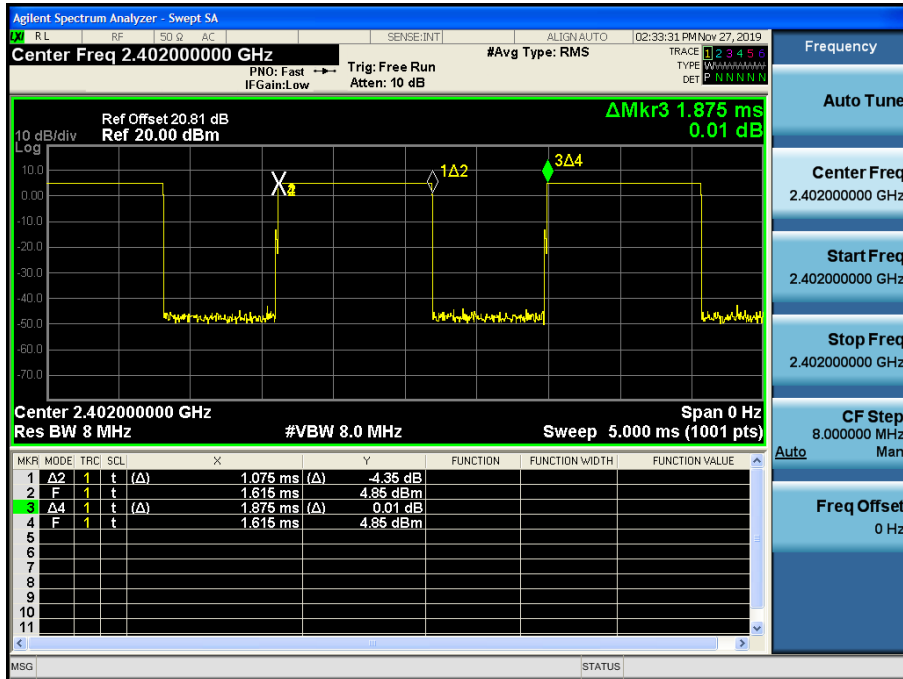 Agilent Spectrum Analyzer - Swept SA
LXI RL RF 50 Ω AC SENSE:INT ALIGN AUTO 02:33:31 PM Nov 27, 2019
Center Freq 2.402000000 GHz #Avg Type: RMS TRACE 1 2 3 4 5 6
PNO: Fast Trig: Free Run TYPE WWWWWW
IFGain:Low Atten: 10 dB DET P N N N N N
Frequency
Auto Tune
Ref Offset 20.81 dB ΔMkr3 1.875 ms
10 dB/div Ref 20.00 dBm 0.01 dB
Log
10.0
0.00
-10.0
-20.0
-30.0
-40.0
-50.0
-60.0
-70.0
1Δ2
3Δ4
Center 2.402000000 GHz Span 0 Hz
Res BW 8 MHz #VBW 8.0 MHz Sweep 5.000 ms (1001 pts)
MKR MODE TRC SCL X Y FUNCTION FUNCTION WIDTH FUNCTION VALUE
1 Δ2 1 t (Δ) 1.075 ms (Δ) -4.35 dB
2 F 1 t 1.615 ms 4.85 dBm
3 Δ4 1 t (Δ) 1.875 ms (Δ) 0.01 dB
4 F 1 t 1.615 ms 4.85 dBm
5
6
7
8
9
10
11
Center Freq
2.402000000 GHz
Start Freq
2.402000000 GHz
Stop Freq
2.402000000 GHz
CF Step
8.000000 MHz
Auto Man
Freq Offset
0 Hz
MSG STATUS